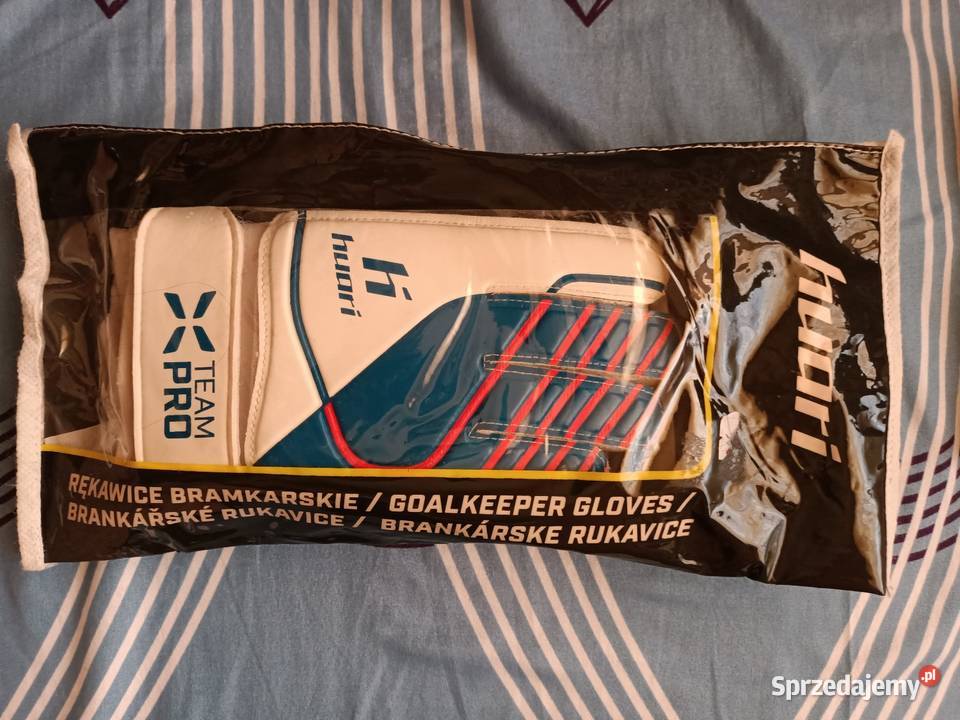 huari
huari
TEAM
PRO
RĘKAWICE BRAMKARSKIE / GOALKEEPER GLOVES /
BRANKÁŘSKÉ RUKAVICE / BRANKÁRSKE RUKAVICE
Sprzedajemy.pl